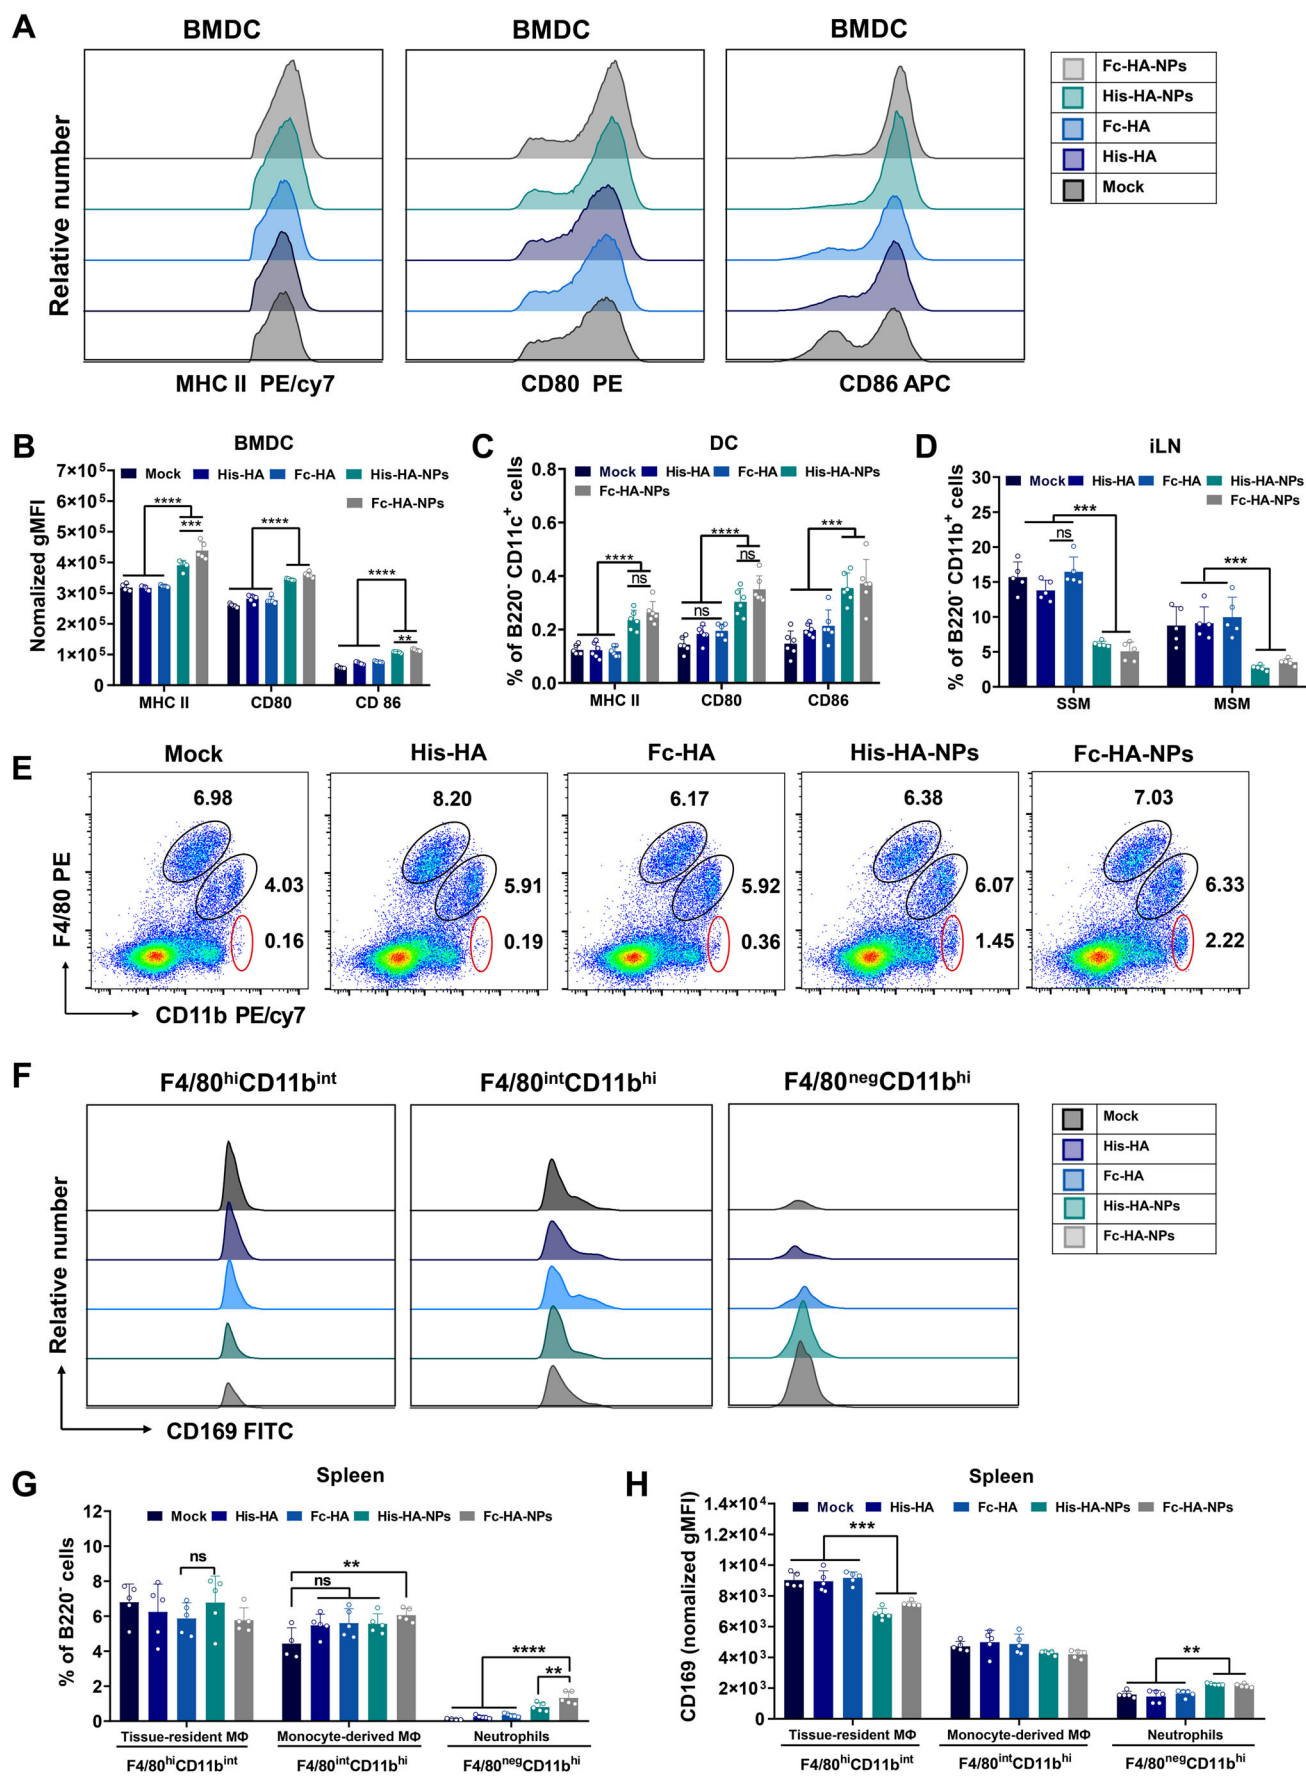 A
BMDC
BMDC
BMDC
Relative number
MHC II PE/cy7
CD80 PE
CD86 APC
Fc-HA-NPs
His-HA-NPs
Fc-HA
His-HA
Mock
B
BMDC
Nomalized gMFI
7×10⁵
6×10⁵
5×10⁵
4×10⁵
3×10⁵
2×10⁵
1×10⁵
0
Mock His-HA Fc-HA His-HA-NPs
Fc-HA-NPs
**** *** **** **** **
MHC II CD80 CD 86
C
DC
% of B220⁻ CD11c⁺ cells
0.8
0.6
0.4
0.2
0.0
Mock His-HA Fc-HA His-HA-NPs
Fc-HA-NPs
**** ns **** ns ns ***
MHC II CD80 CD86
D
iLN
% of B220⁻ CD11b⁺ cells
30
25
20
15
10
5
0
Mock His-HA Fc-HA His-HA-NPs
Fc-HA-NPs
*** ns ***
SSM MSM
E
Mock His-HA Fc-HA His-HA-NPs Fc-HA-NPs
6.98 8.20 6.17 6.38 7.03
4.03 5.91 5.92 6.07 6.33
0.16 0.19 0.36 1.45 2.22
F4/80 PE
CD11b PE/cy7
F
F4/80ʰⁱCD11bⁱⁿᵗ
F4/80ⁱⁿᵗCD11bʰⁱ
F4/80ⁿᵉᵍCD11bʰⁱ
Relative number
CD169 FITC
Mock
His-HA
Fc-HA
His-HA-NPs
Fc-HA-NPs
G
Spleen
% of B220⁻ cells
12
10
8
6
4
2
0
Mock His-HA Fc-HA His-HA-NPs Fc-HA-NPs
ns ns ** **** **
Tissue-resident MΦ Monocyte-derived MΦ Neutrophils
F4/80ʰⁱCD11bⁱⁿᵗ F4/80ⁱⁿᵗCD11bʰⁱ F4/80ⁿᵉᵍCD11bʰⁱ
H
Spleen
CD169 (nomalized gMFI)
1.4×10⁴
1.2×10⁴
1×10⁴
8×10³
6×10³
4×10³
2×10³
0
Mock His-HA Fc-HA His-HA-NPs Fc-HA-NPs
*** **
Tissue-resident MΦ Monocyte-derived MΦ Neutrophils
F4/80ʰⁱCD11bⁱⁿᵗ F4/80ⁱⁿᵗCD11bʰⁱ F4/80ⁿᵉᵍCD11bʰⁱ